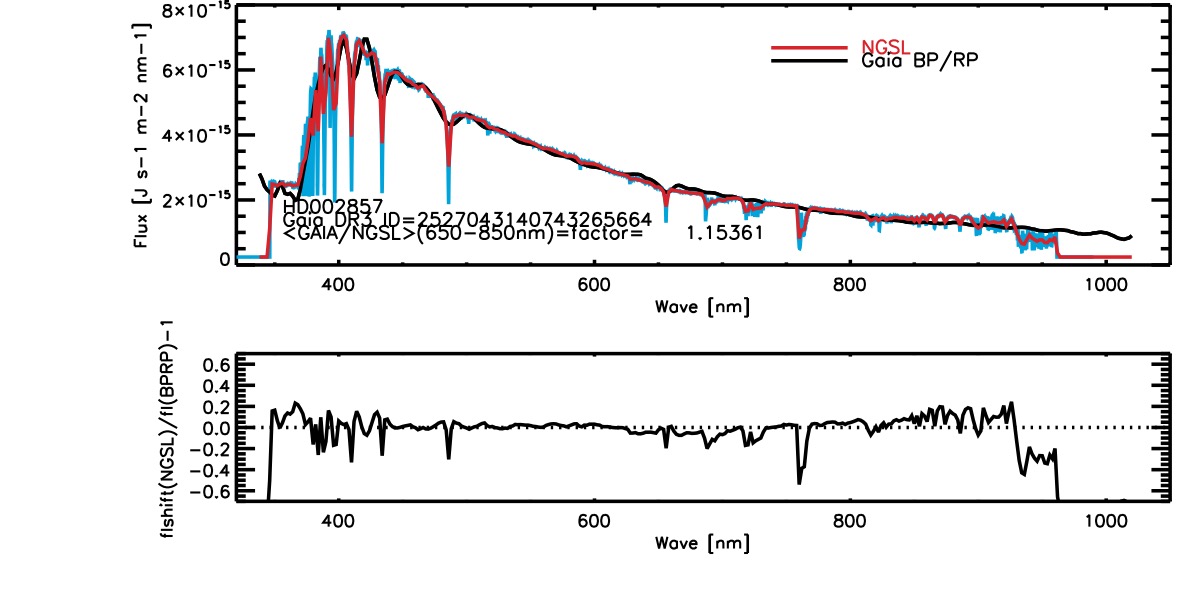 8×10⁻¹⁵
6×10⁻¹⁵
4×10⁻¹⁵
2×10⁻¹⁵
0
Flux [J s−1 m−2 nm−1]
NGSL
Gaia BP/RP
HD002857
Gaia DR3 ID=2527043140743265664
<GAIA/NGSL>(650−850nm)=factor= 1.15361
400 600 800 1000
Wave [nm]
flshift(NGSL)/fl(BPRP)−1
0.6
0.4
0.2
0.0
−0.2
−0.4
−0.6
400 600 800 1000
Wave [nm]